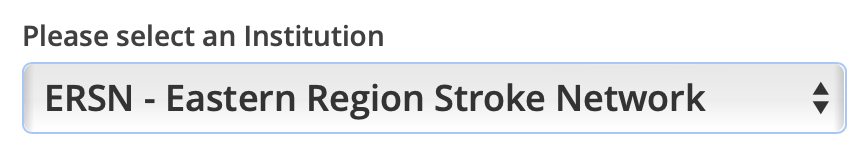 Please select an Institution
ERSN - Eastern Region Stroke Network